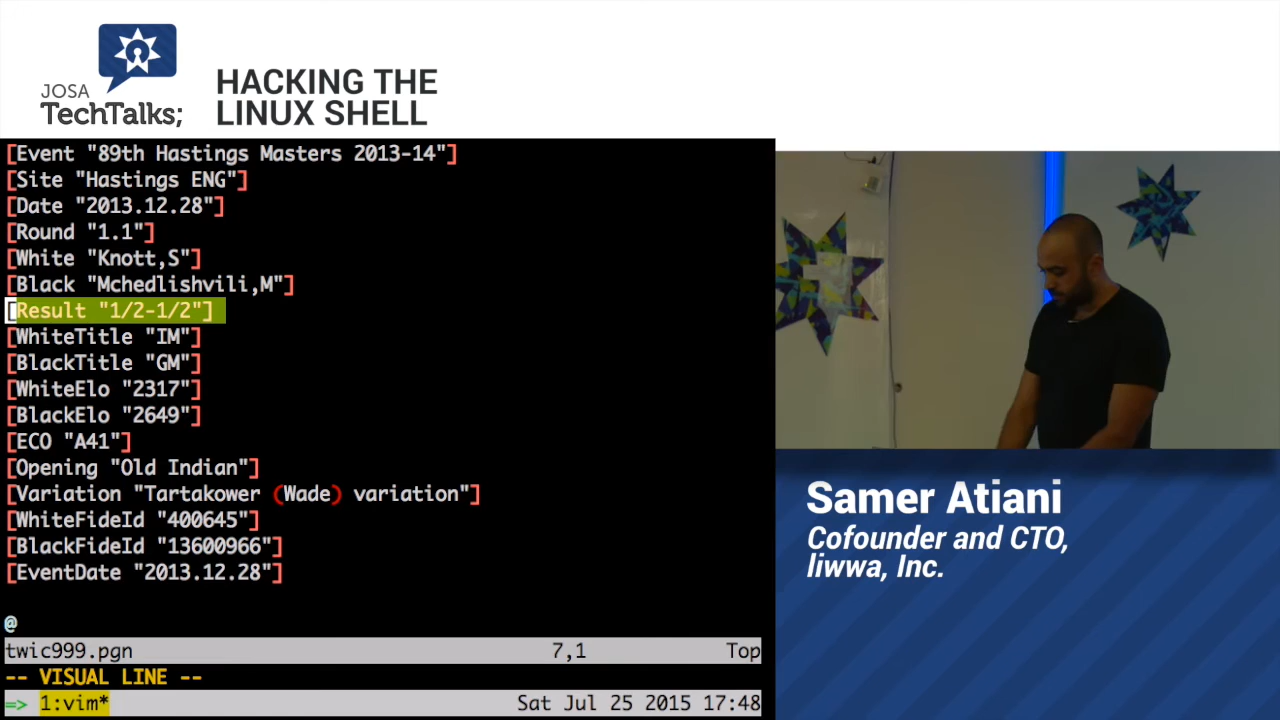 JOSA
TechTalks;
HACKING THE
LINUX SHELL
[Event "89th Hastings Masters 2013-14"]
[Site "Hastings ENG"]
[Date "2013.12.28"]
[Round "1.1"]
[White "Knott,S"]
[Black "Mchedlishvili,M"]
[Result "1/2-1/2"]
[WhiteTitle "IM"]
[BlackTitle "GM"]
[WhiteElo "2317"]
[BlackElo "2649"]
[ECO "A41"]
[Opening "Old Indian"]
[Variation "Tartakower (Wade) variation"]
[WhiteFideId "400645"]
[BlackFideId "13600966"]
[EventDate "2013.12.28"]
@
twic999.pgn 7,1 Top
-- VISUAL LINE --
=> 1:vim* Sat Jul 25 2015 17:48
Samer Atiani
Cofounder and CTO,
liwwa, Inc.